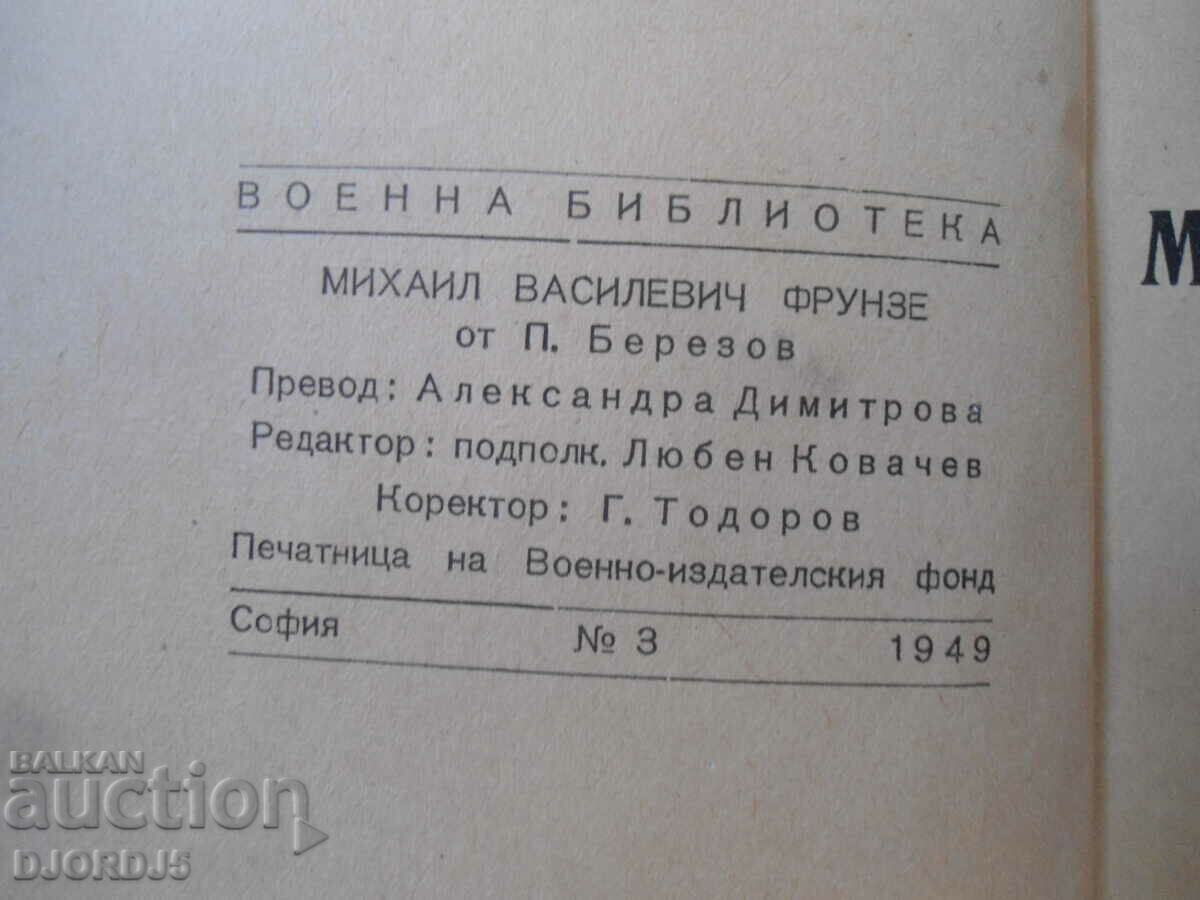 ВОЕННА БИБЛИОТЕКА
МИХАИЛ ВАСИЛЕВИЧ ФРУНЗЕ
от П. Березов
Превод: Александра Димитрова
Редактор: подполк. Любен Ковачев
Коректор: Г. Тодоров
Печатница на Военно-издателския фонд
София № 3 1949
М
BALKAN
auction
DJORDJ5